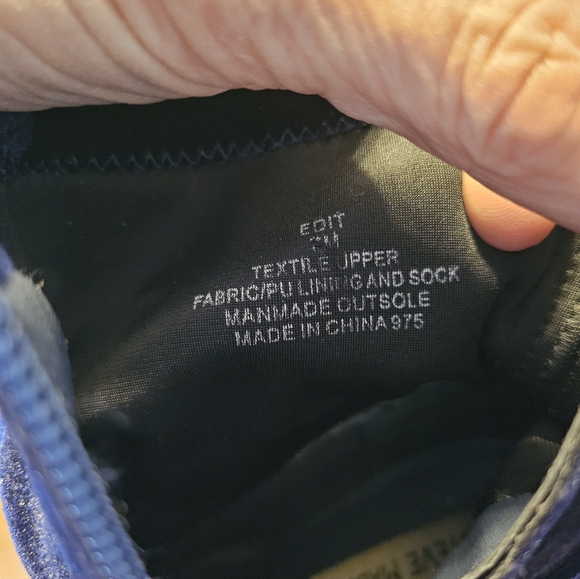 EDIT
TEXTILE UPPER
FABRIC/PU LINING AND SOCK
MANMADE OUTSOLE
MADE IN CHINA 975